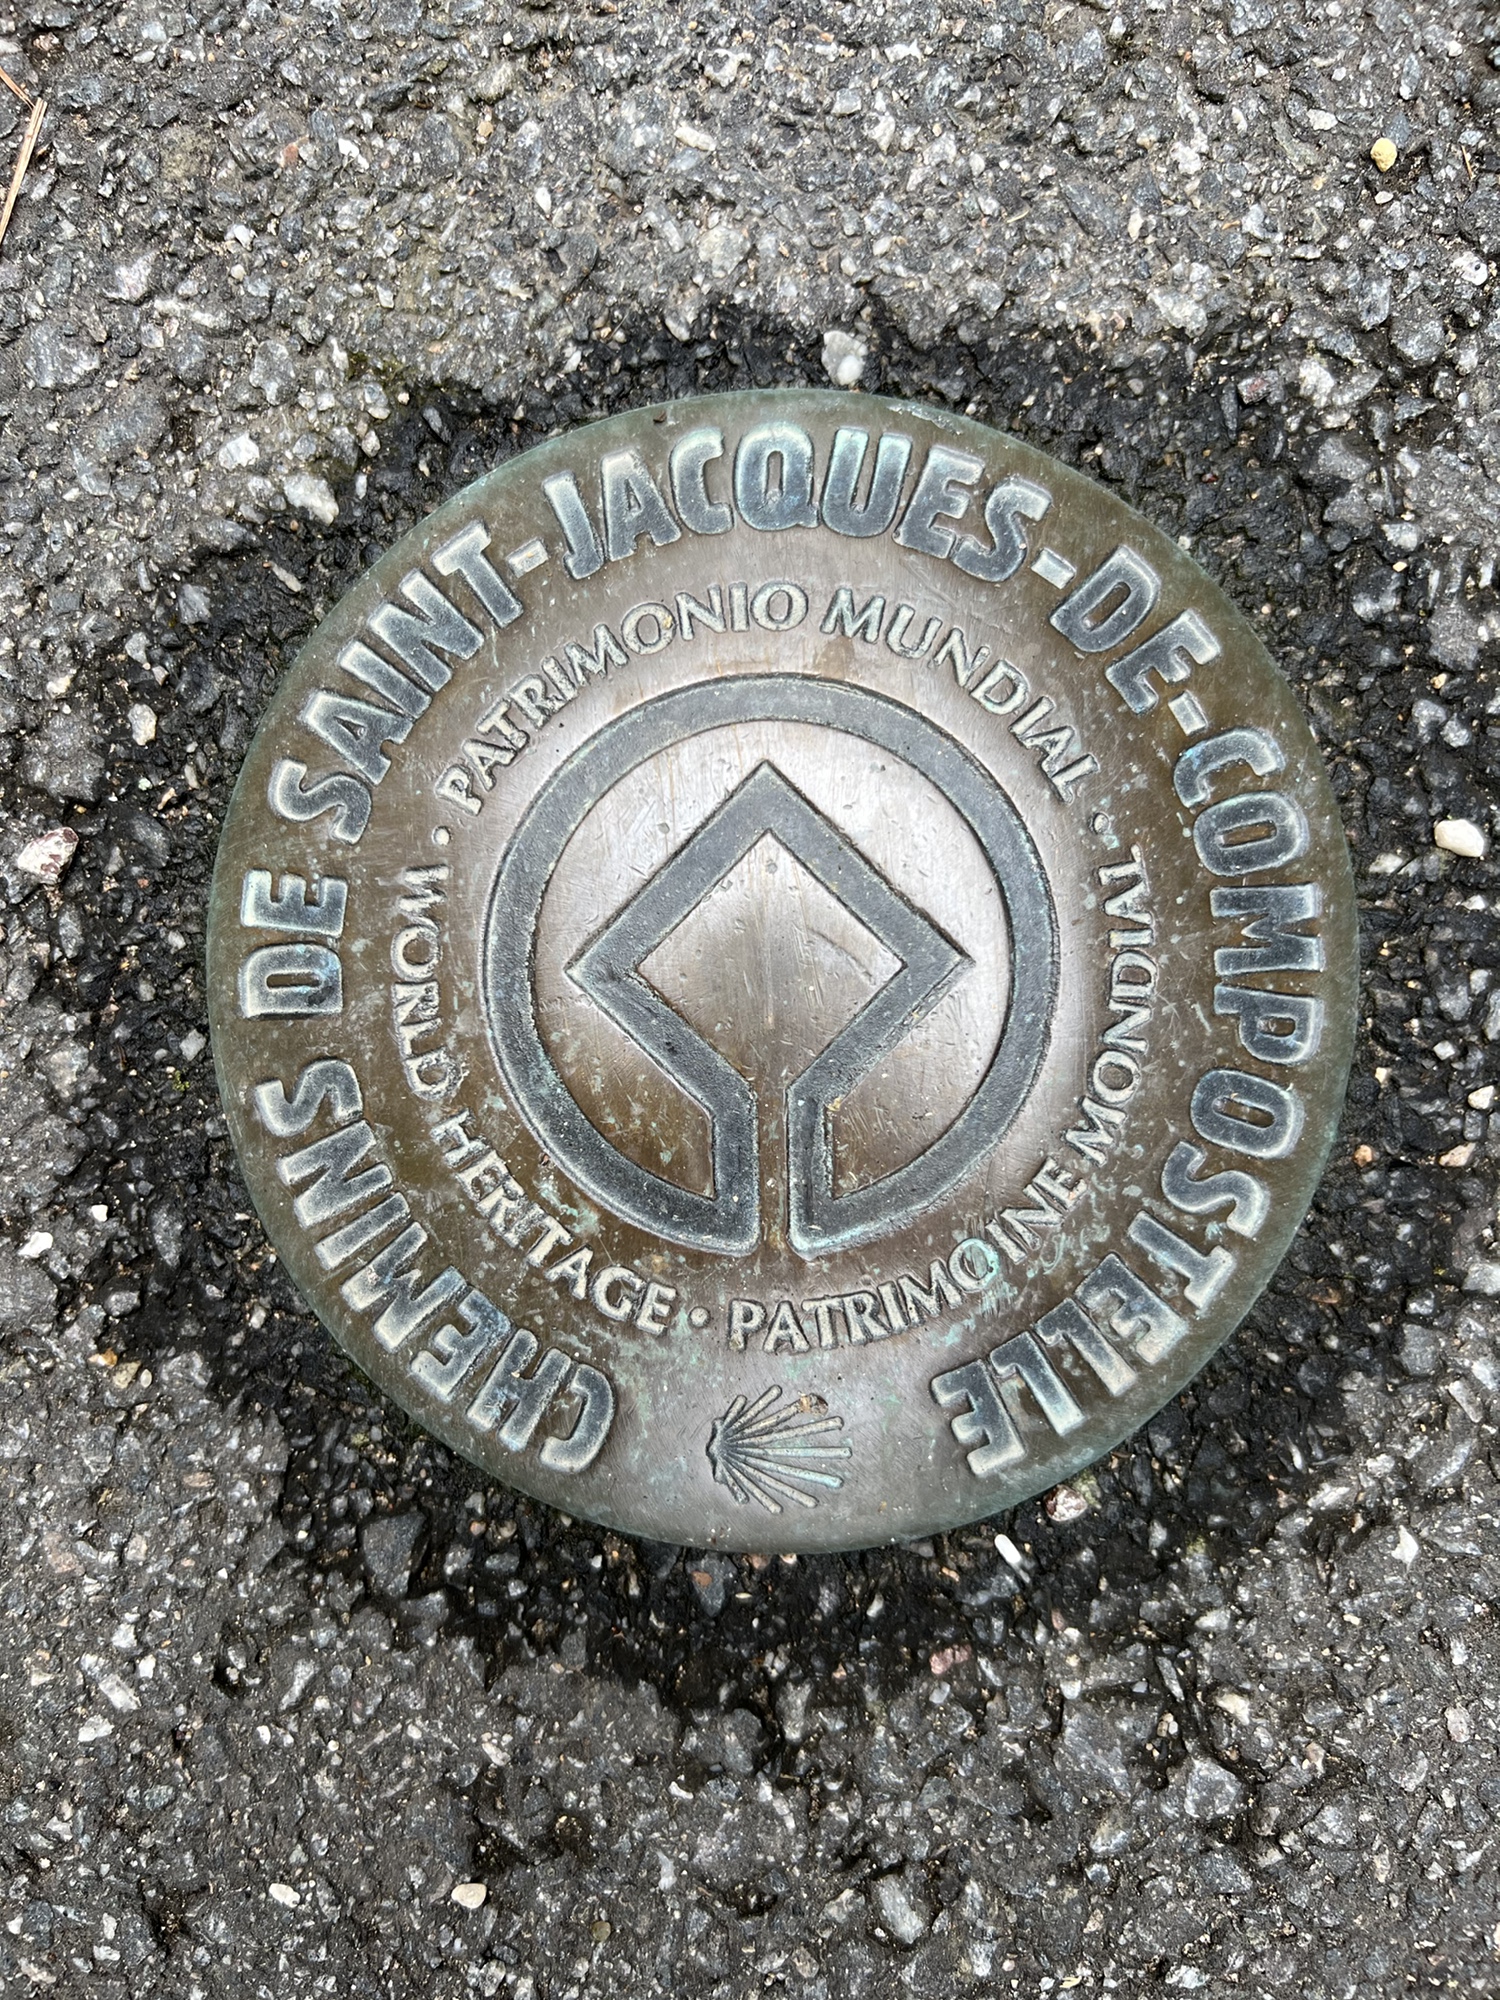 CHEMINS DE SAINT-JACQUES-DE-COMPOSTELLE
WORLD HERITAGE • PATRIMONIO MUNDIAL • PATRIMOINE MONDIAL